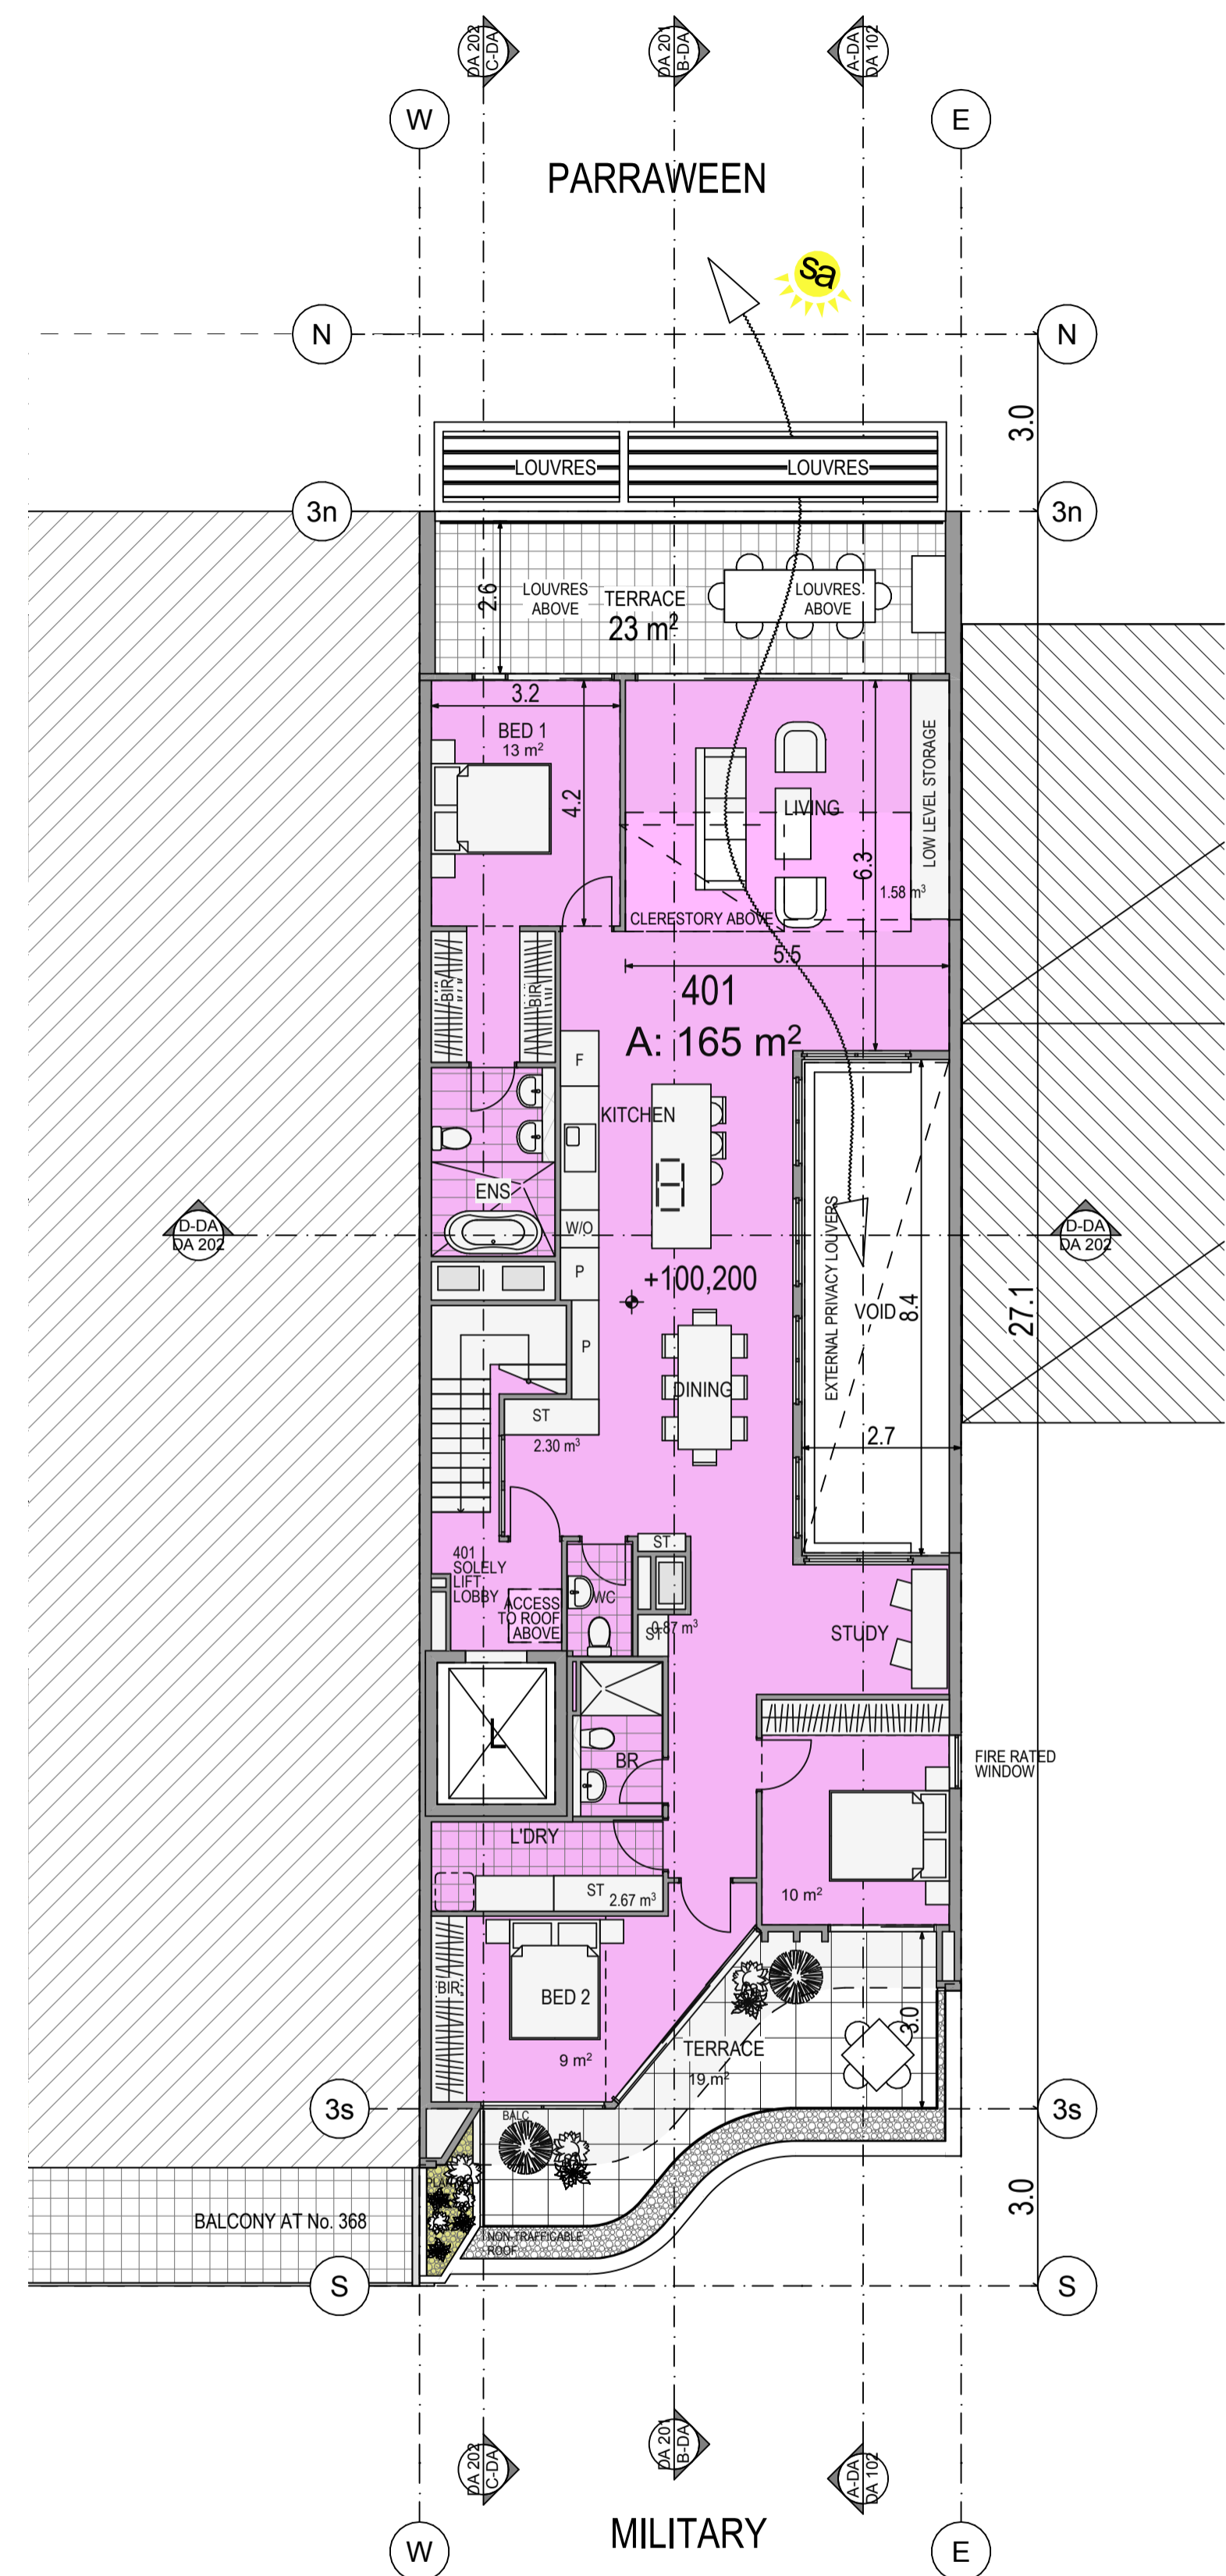 DA 202
C-DA
DA 201
B-DA
A-DA
DA 102
W
E
PARRAWEEN
sa
N
N
3.0
LOUVRES
LOUVRES
3n
3n
2.6
LOUVRES
ABOVE
TERRACE
23 m²
LOUVRES
ABOVE
3.2
BED 1
13 m²
4.2
LIVING
LOW LEVEL STORAGE
6.3
1.58 m³
CLERESTORY ABOVE
5.5
BIR
BIR
401
A: 165 m²
F
KITCHEN
ENS
W/O
P
D-DA
DA 202
D-DA
DA 202
+100,200
EXTERNAL PRIVACY LOUVERS
VOID
8.4
27.1
P
DINING
ST
2.30 m³
2.7
401
SOLELY
LIFT
LOBBY
ACCESS
TO ROOF
ABOVE
WC
ST
ST
0.87 m³
STUDY
L
BR
FIRE RATED
WINDOW
L'DRY
ST
2.67 m³
10 m²
BIR
BED 2
9 m²
TERRACE
19 m²
3.0
3s
3s
BALC
BALCONY AT No. 368
NON-TRAFFICABLE
ROOF
3.0
S
S
DA 202
C-DA
DA 201
B-DA
A-DA
DA 102
MILITARY
W
E